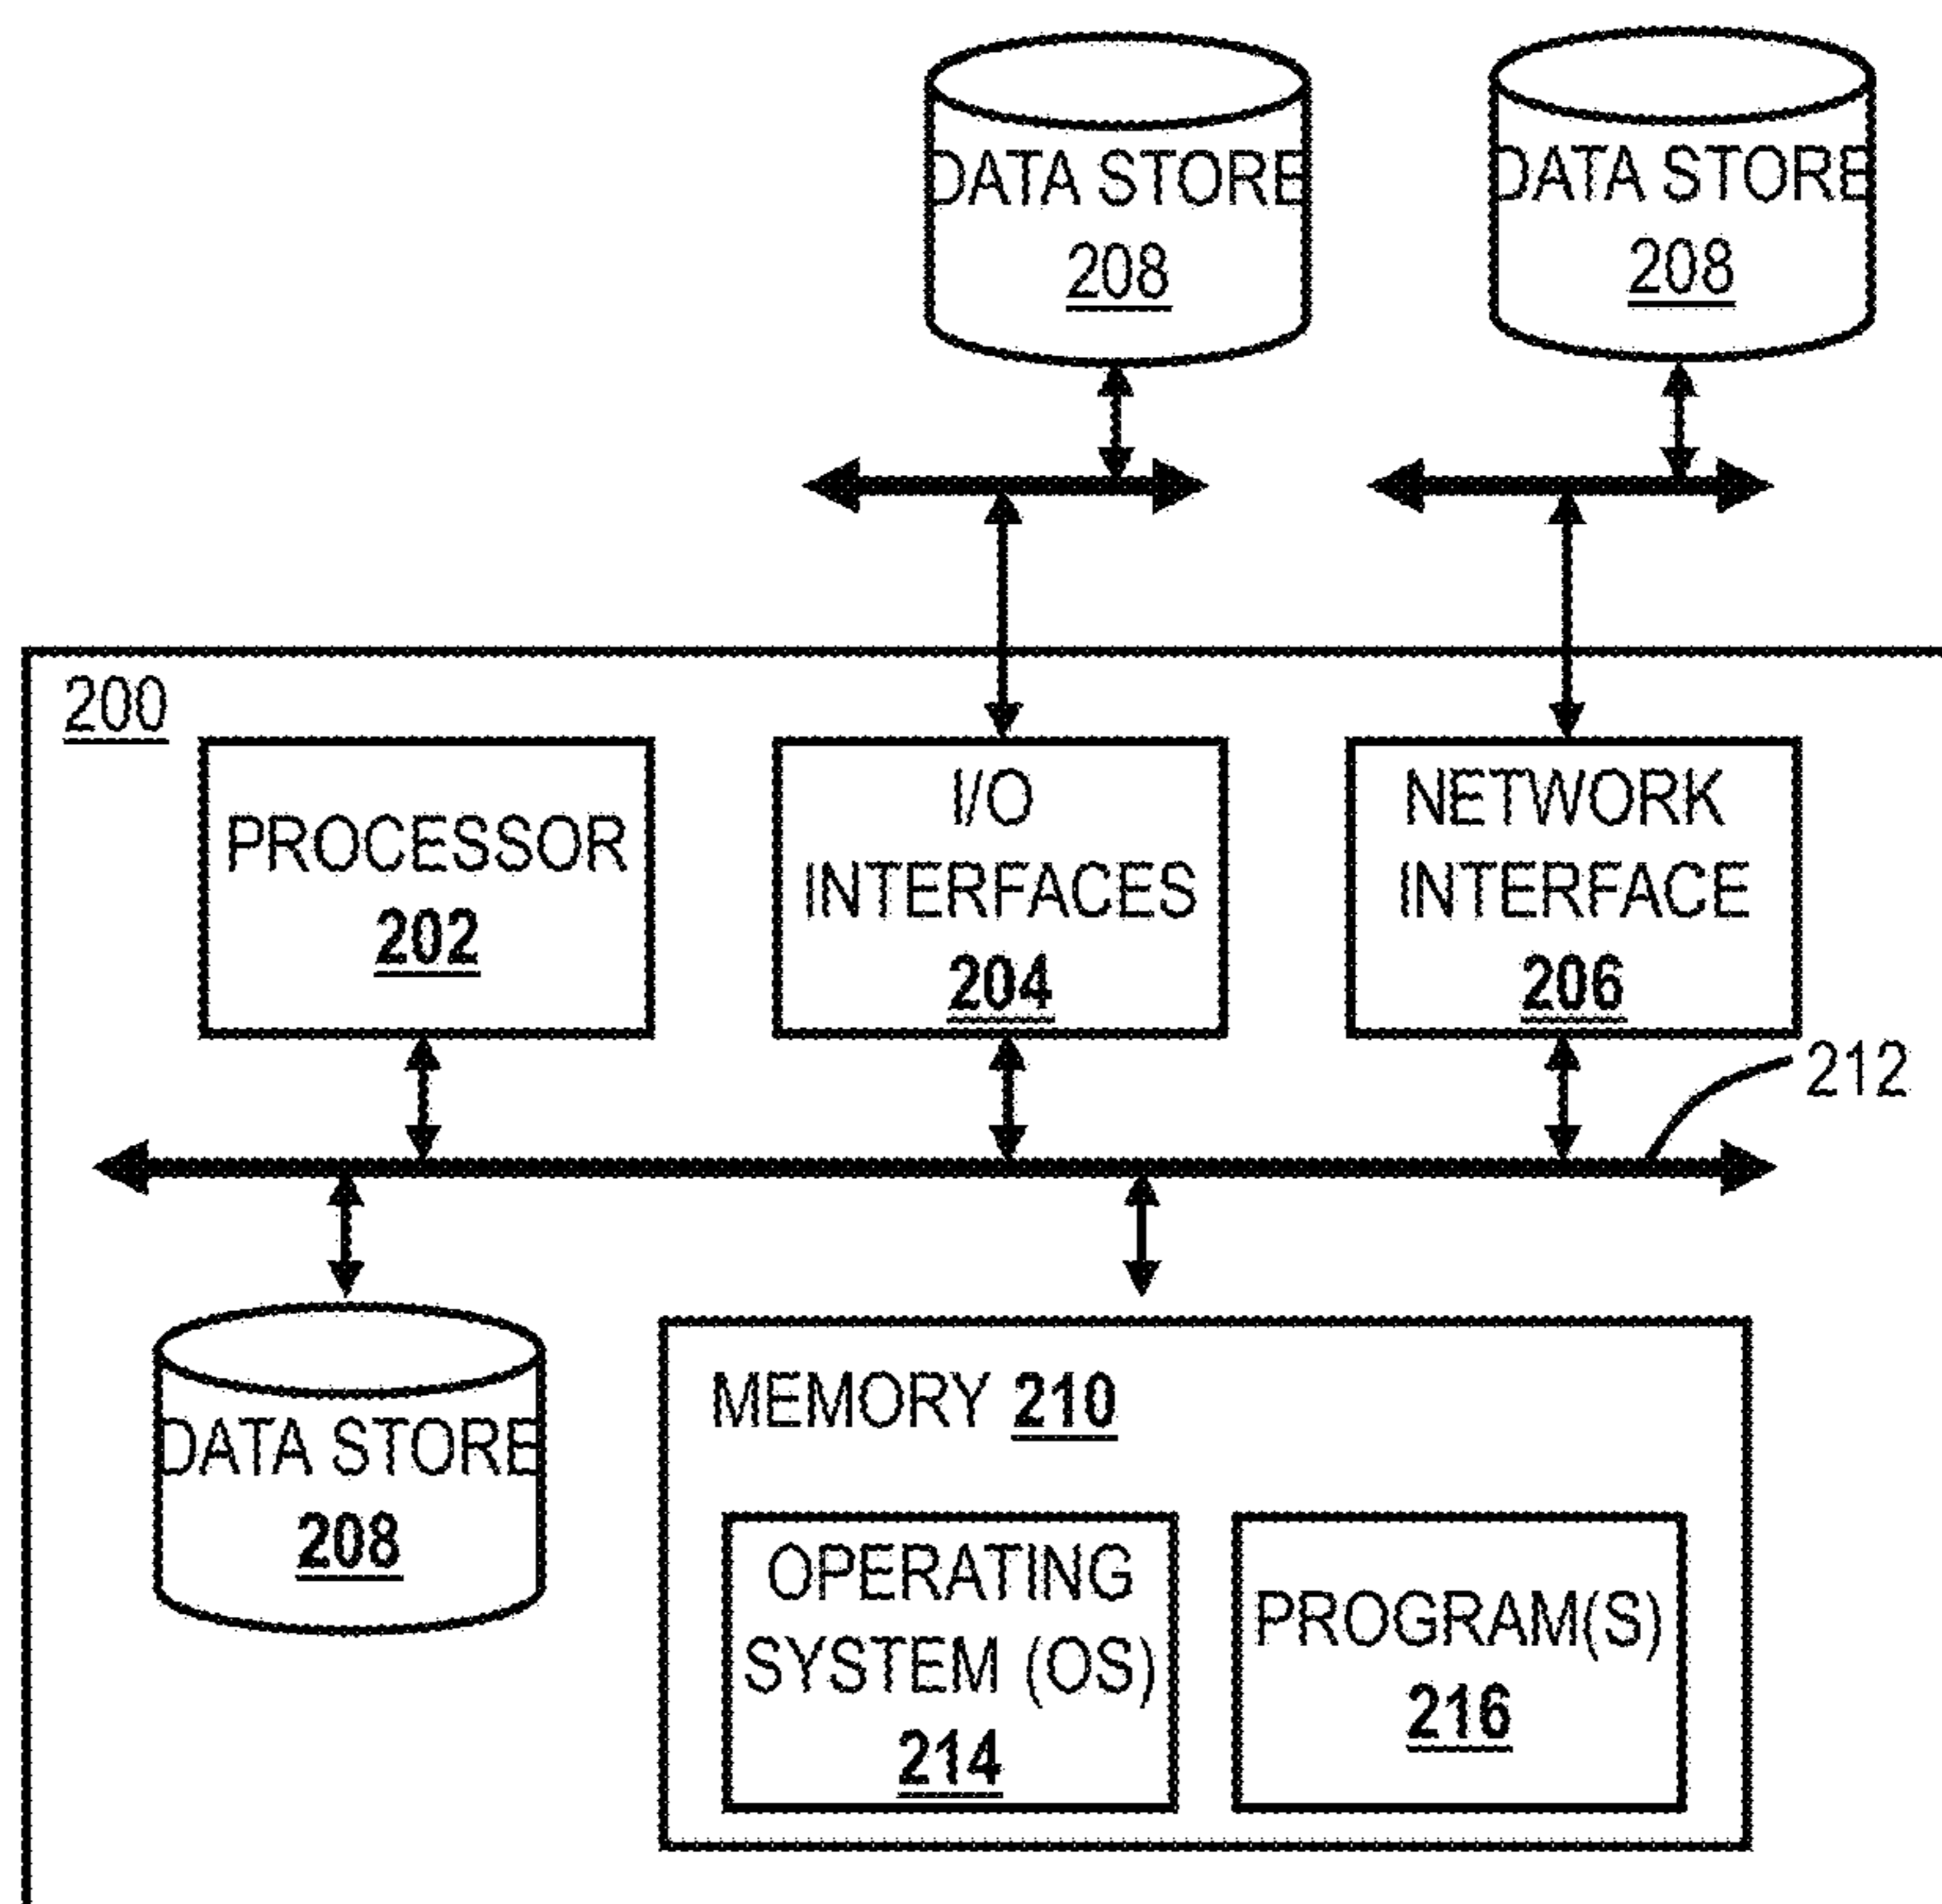 DATA STORE
208
DATA STORE
208
200
PROCESSOR
202
I/O
INTERFACES
204
NETWORK
INTERFACE
206
212
DATA STORE
208
MEMORY 210
OPERATING
SYSTEM (OS)
214
PROGRAM(S)
216